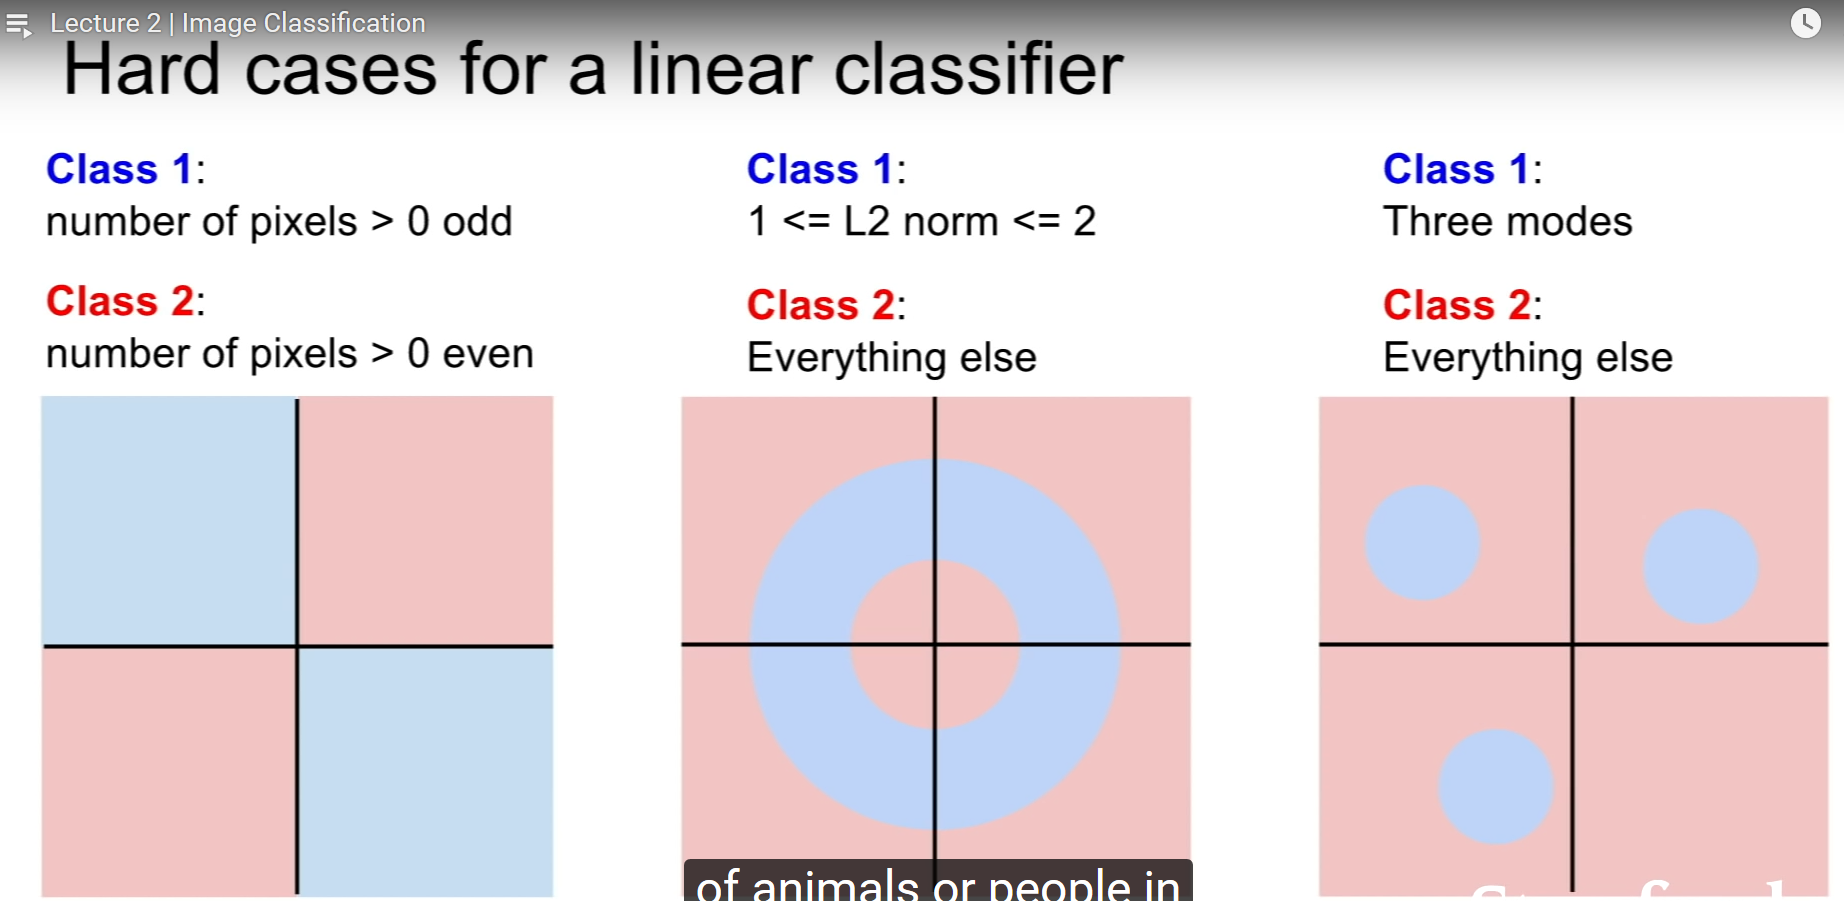 Lecture 2 | Image Classification
Hard cases for a linear classifier
Class 1:
number of pixels > 0 odd
Class 2:
number of pixels > 0 even
Class 1:
1 <= L2 norm <= 2
Class 2:
Everything else
Class 1:
Three modes
Class 2:
Everything else
of animals or people in